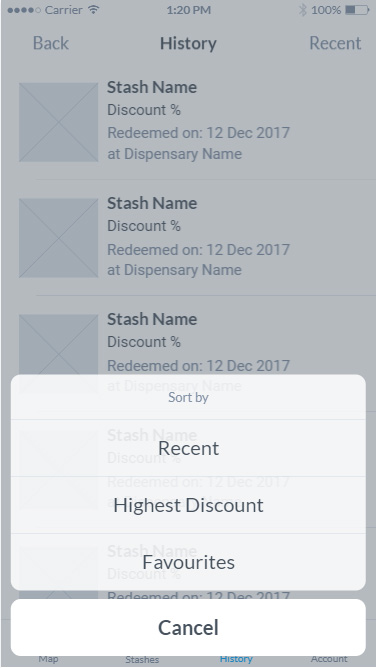 Carrier 1:20 PM 100%
Back History Recent
Stash Name
Discount %
Redeemed on: 12 Dec 2017
at Dispensary Name
Stash Name
Discount %
Redeemed on: 12 Dec 2017
at Dispensary Name
Stash Name
Discount %
Redeemed on: 12 Dec 2017
at Dispensary Name
Sort by
Stash Name
Recent
Discount %
Redeemed on: 12 Dec 2017
Highest Discount
Stash Name
Favourites
Discount %
Redeemed on: 12 Dec 2017
Cancel
Map Stashes History Account